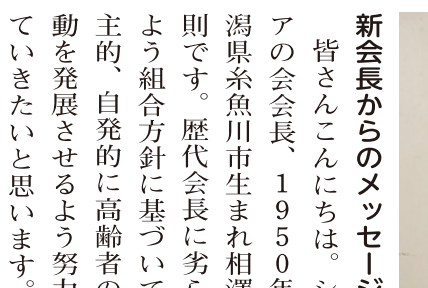 新会長からのメッセージ
皆さんこんにちは。シ
アの会会長、1950年
潟県糸魚川市生まれ相澤
則です。歴代会長に劣ら
よう組合方針に基づいて
主的、自発的に高齢者の
動を発展させるよう努力
ていきたいと思います。